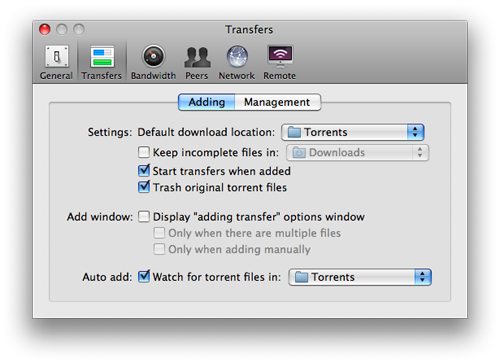 Transfers
General Transfers Bandwidth Peers Network Remote
Adding Management
Settings: Default download location: Torrents
Keep incomplete files in: Downloads
Start transfers when added
Trash original torrent files
Add window: Display "adding transfer" options window
Only when there are multiple files
Only when adding manually
Auto add: Watch for torrent files in: Torrents